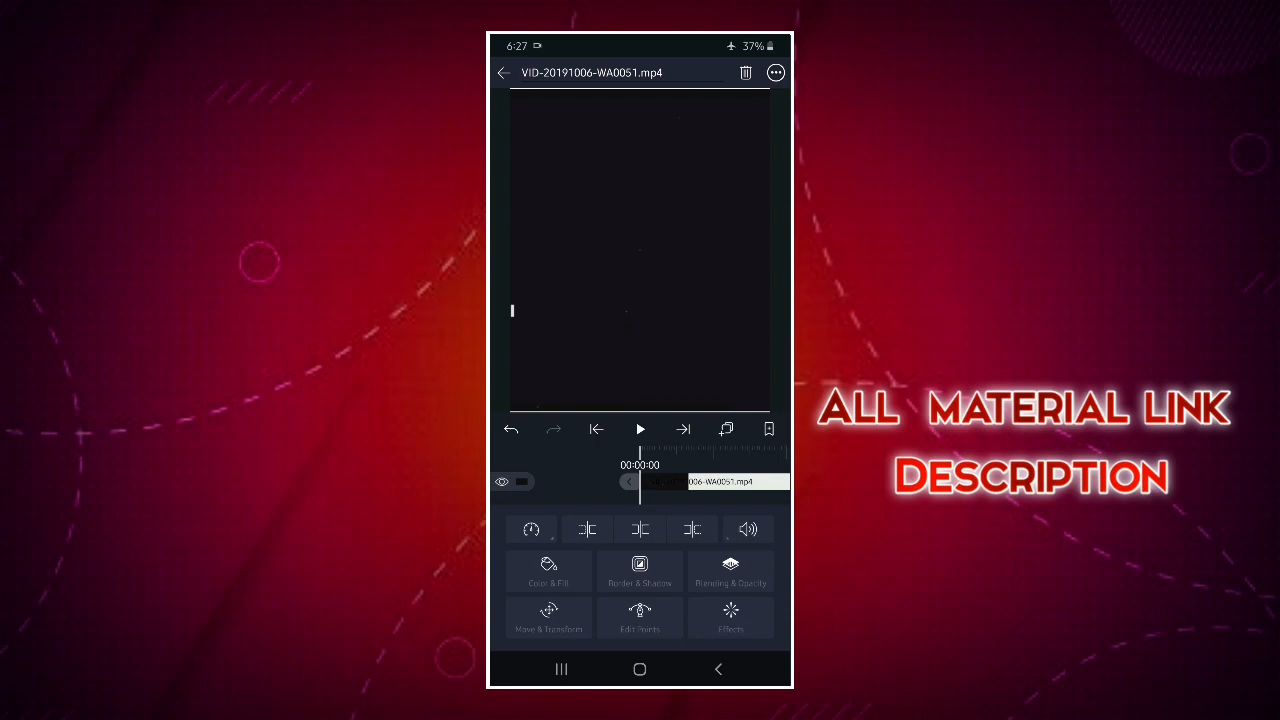 6:27
37%
VID-20191006-WA0051.mp4
ALL MATERIAL LINK
DESCRIPTION
00:00:00
006-WA0051.mp4
Color & Fill
Border & Shadow
Blending & Opacity
Move & Transform
Edit Points
Effects